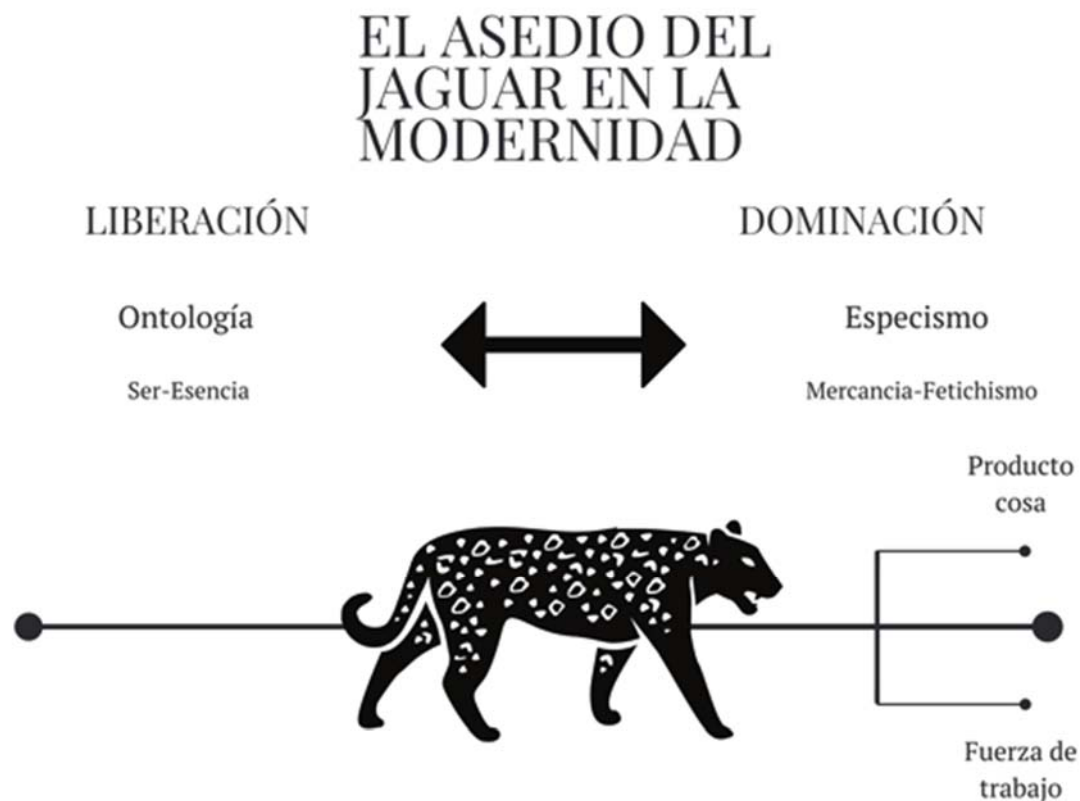 EL ASEDIO DEL
JAGUAR EN LA
MODERNIDAD
LIBERACIÓN
DOMINACIÓN
Ontología
Especismo
Ser-Esencia
Mercancia-Fetichismo
Producto
cosa
Fuerza de
trabajo